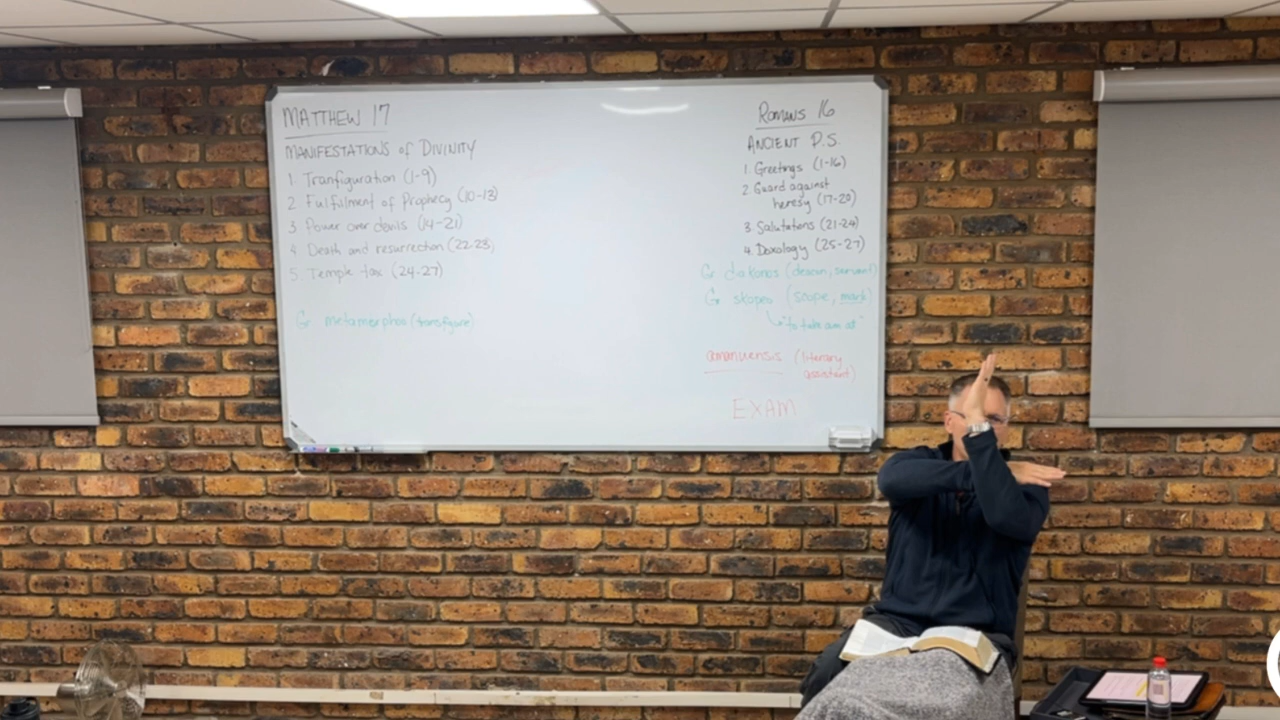 MATTHEW 17
MANIFESTATIONS of DIVINITY
1. Tranfiguration (1-9)
2. Fulfilment of Prophecy (10-13)
3. Power over devils (14-21)
4. Death and resurrection (22-23)
5. Temple tax (24-27)
Gr metamorphos (transfigure)
ROMANS 16
ANCIENT P.S.
1. Greetings (1-16)
2. Guard against
heresy (17-20)
3. Salutations (21-24)
4. Doxology (25-27)
Gr diakonos (deacon, servant)
Gr skopeo (scope, mark)
"to take aim at"
amanuensis (literary
assistant)
EXAM